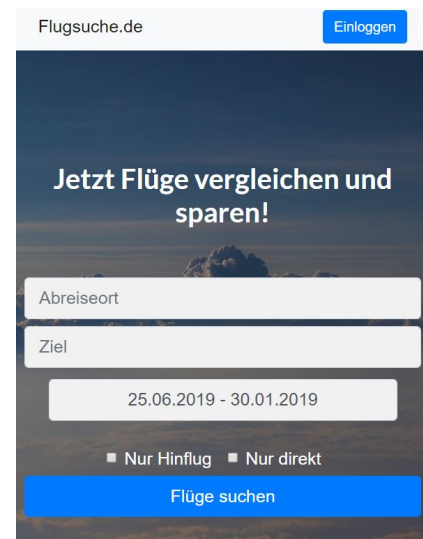 Flugsuche.de
Einloggen
Jetzt Flüge vergleichen und
sparen!
Abreiseort
Ziel
25.06.2019 - 30.01.2019
Nur Hinflug Nur direkt
Flüge suchen